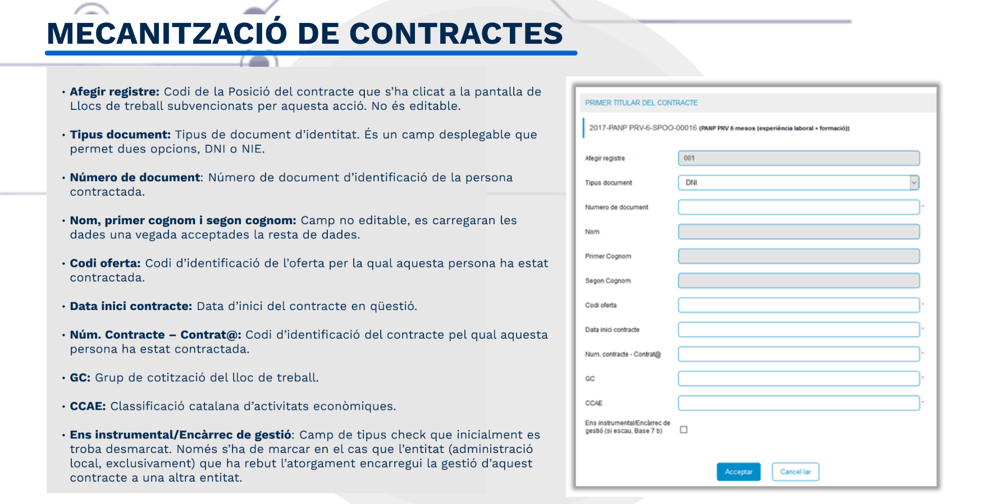 MECANITZACIÓ DE CONTRACTES
• Afegir registre: Codi de la Posició del contracte que s’ha clicat a la pantalla de
Llocs de treball subvencionats per aquesta acció. No és editable.
• Tipus document: Tipus de document d’identitat. És un camp desplegable que
permet dues opcions, DNI o NIE.
• Número de document: Número de document d’identificació de la persona
contractada.
• Nom, primer cognom i segon cognom: Camp no editable, es carregaran les
dades una vegada acceptades la resta de dades.
• Codi oferta: Codi d’identificació de l’oferta per la qual aquesta persona ha estat
contractada.
• Data inici contracte: Data d’inici del contracte en qüestió.
• Núm. Contracte – Contrat@: Codi d’identificació del contracte pel qual aquesta
persona ha estat contractada.
• GC: Grup de cotització del lloc de treball.
• CCAE: Classificació catalana d’activitats econòmiques.
• Ens instrumental/Encàrrec de gestió: Camp de tipus check que inicialment es
troba desmarcat. Només s’ha de marcar en el cas que l’entitat (administració
local, exclusivament) que ha rebut l’atorgament encarregui la gestió d’aquest
contracte a una altra entitat.
PRIMER TITULAR DEL CONTRACTE
2017-PANP PRV-6-SPOO-00016 (PANP PRV 6 mesos (experiència laboral + formació))
Afegir registre 001
Tipus document DNI
Numero de document *
Nom
Primer Cognom
Segon Cognom
Codi oferta *
Data inici contracte *
Num. contracte - Contrat@ *
GC *
CCAE *
Ens instrumental/Encàrrec de
gestió (si escau, Base 7 b)
Acceptar Cancel·lar